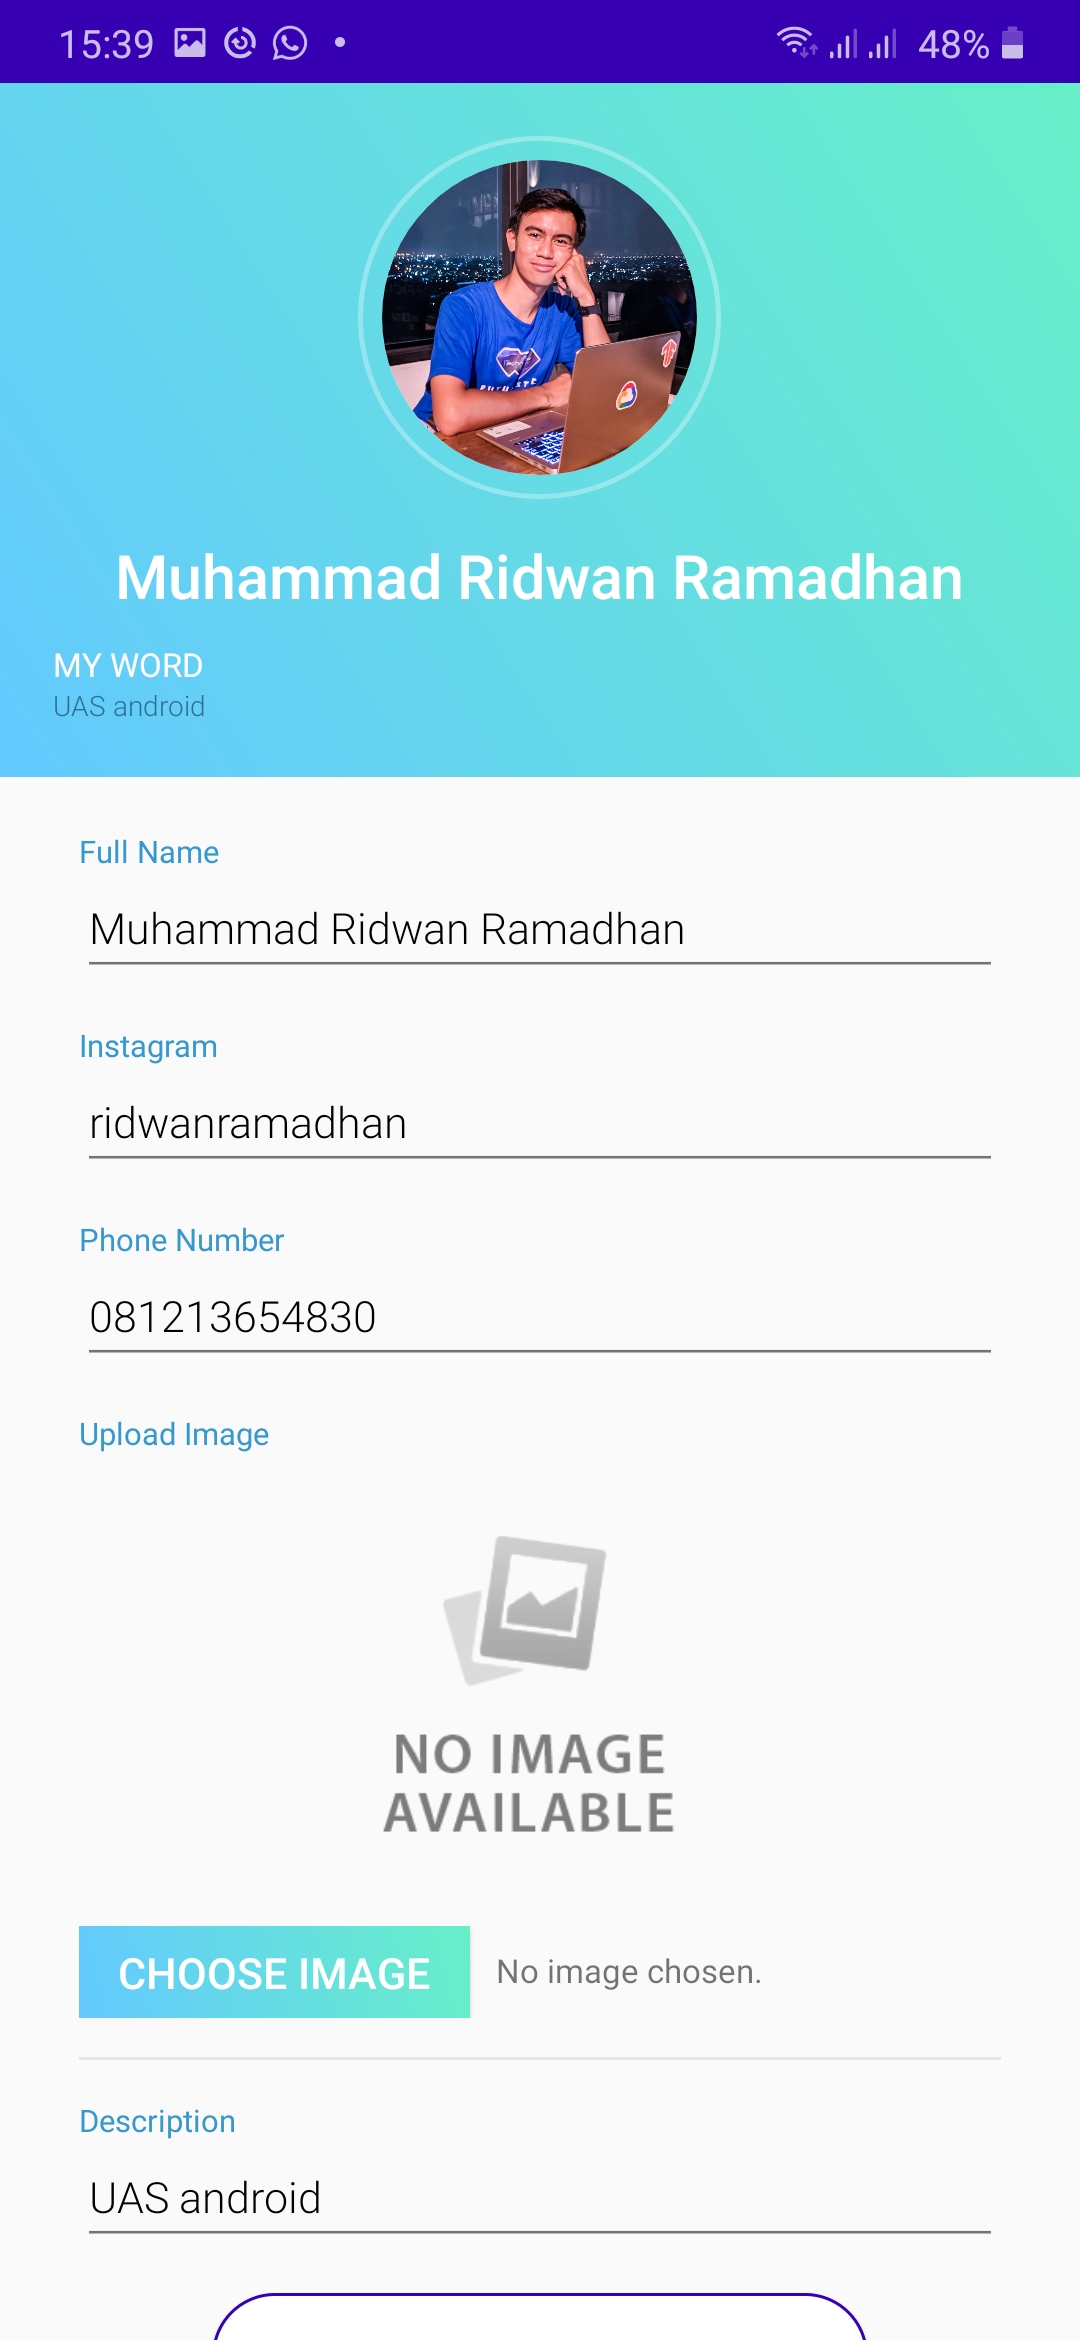 15:39
48%
Muhammad Ridwan Ramadhan
MY WORD
UAS android
Full Name
Muhammad Ridwan Ramadhan
Instagram
ridwanramadhan
Phone Number
081213654830
Upload Image
NO IMAGE
AVAILABLE
CHOOSE IMAGE No image chosen.
Description
UAS android